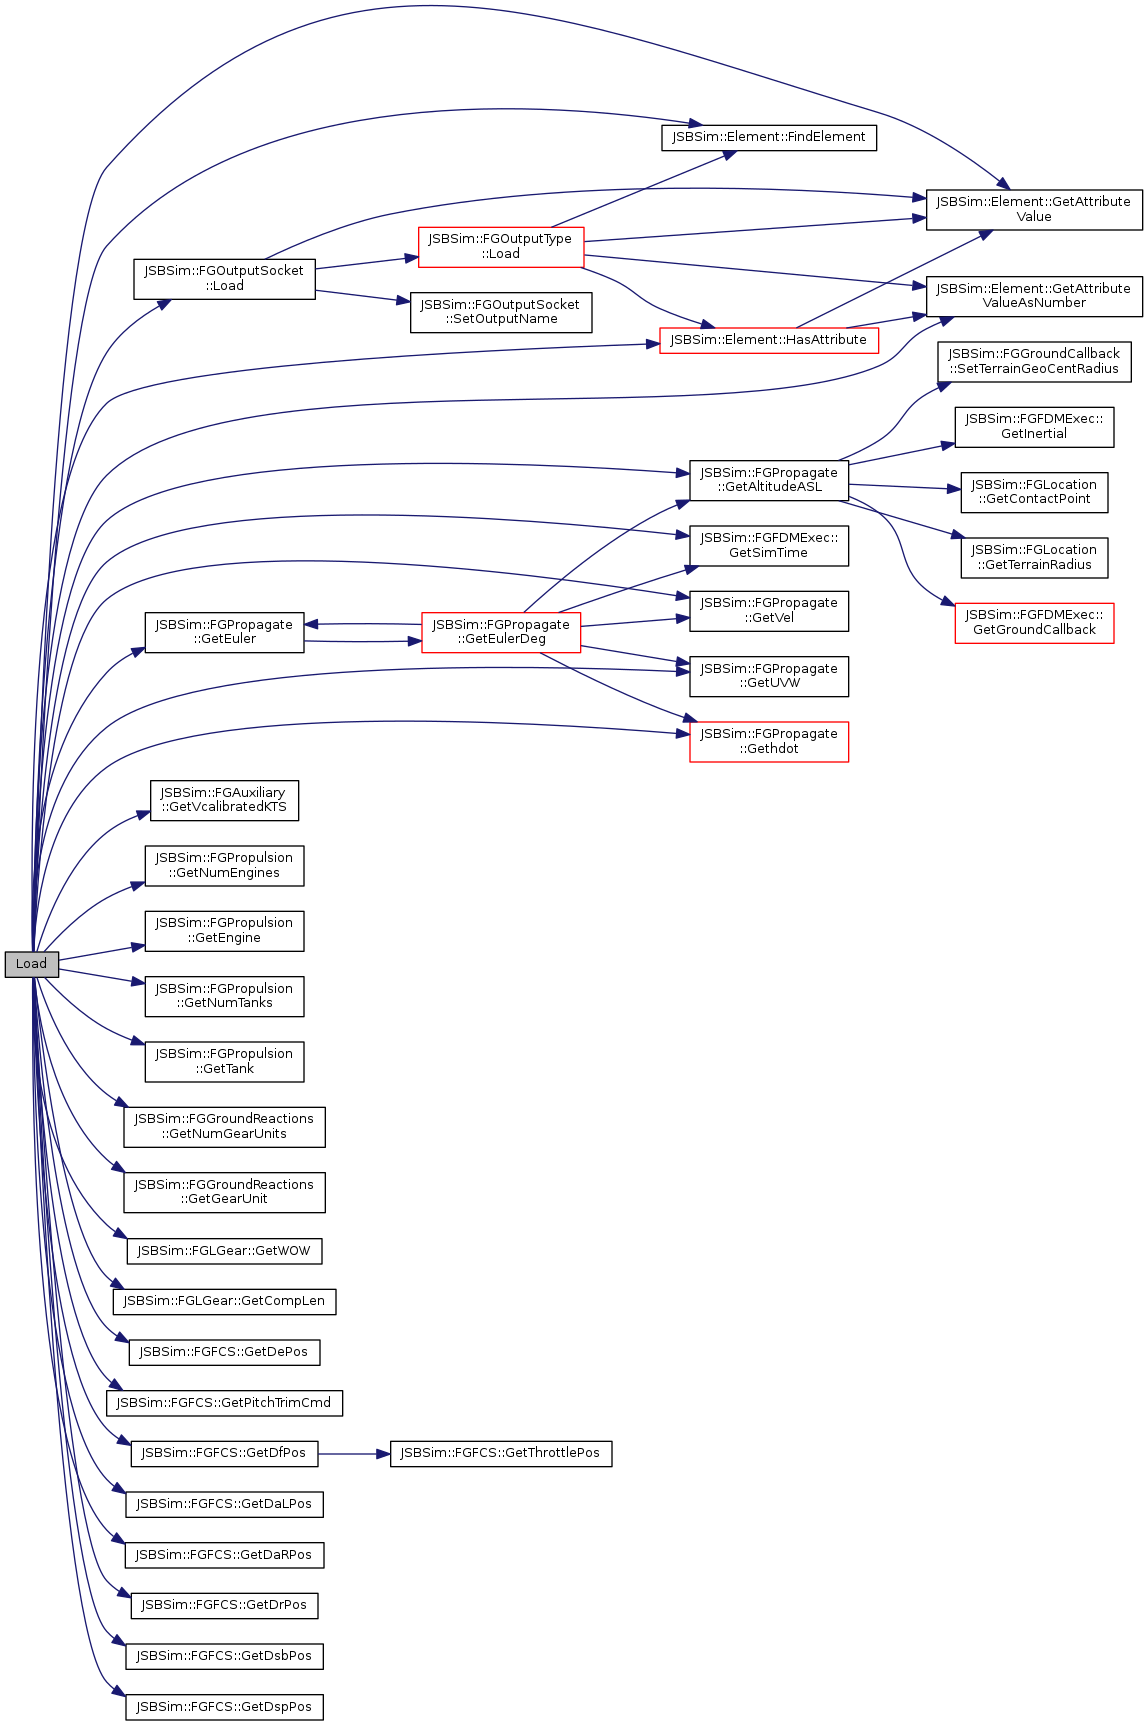 JSBSim::Element::FindElement
JSBSim::Element::GetAttribute
Value
JSBSim::FGOutputType
::Load
JSBSim::FGOutputSocket
::Load
JSBSim::Element::GetAttribute
ValueAsNumber
JSBSim::FGOutputSocket
::SetOutputName
JSBSim::Element::HasAttribute
JSBSim::FGGroundCallback
::SetTerrainGeoCentRadius
JSBSim::FGFDMExec::
GetInertial
JSBSim::FGPropagate
::GetAltitudeASL
JSBSim::FGLocation
::GetContactPoint
JSBSim::FGFDMExec::
GetSimTime
JSBSim::FGLocation
::GetTerrainRadius
JSBSim::FGPropagate
::GetVel
JSBSim::FGFDMExec::
GetGroundCallback
JSBSim::FGPropagate
::GetEuler
JSBSim::FGPropagate
::GetEulerDeg
JSBSim::FGPropagate
::GetUVW
JSBSim::FGPropagate
::Gethdot
JSBSim::FGAuxiliary
::GetVcalibratedKTS
JSBSim::FGPropulsion
::GetNumEngines
JSBSim::FGPropulsion
::GetEngine
Load
JSBSim::FGPropulsion
::GetNumTanks
JSBSim::FGPropulsion
::GetTank
JSBSim::FGGroundReactions
::GetNumGearUnits
JSBSim::FGGroundReactions
::GetGearUnit
JSBSim::FGLGear::GetWOW
JSBSim::FGLGear::GetCompLen
JSBSim::FGFCS::GetDePos
JSBSim::FGFCS::GetPitchTrimCmd
JSBSim::FGFCS::GetDfPos
JSBSim::FGFCS::GetThrottlePos
JSBSim::FGFCS::GetDaLPos
JSBSim::FGFCS::GetDaRPos
JSBSim::FGFCS::GetDrPos
JSBSim::FGFCS::GetDsbPos
JSBSim::FGFCS::GetDspPos